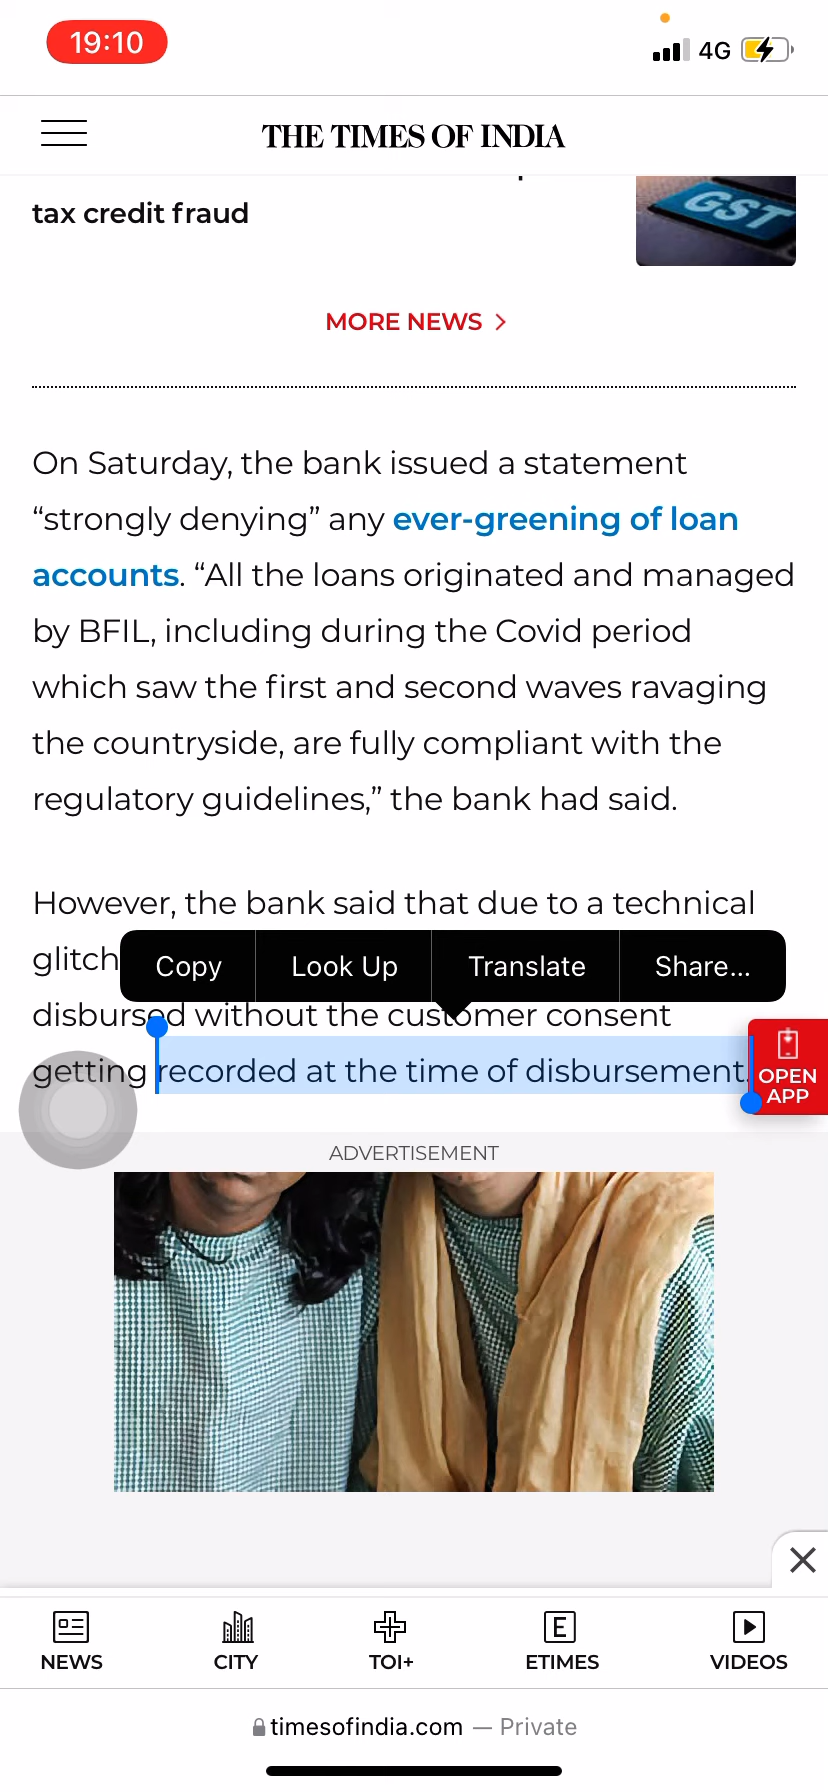 19:10
4G
THE TIMES OF INDIA
tax credit fraud
GST
MORE NEWS >
On Saturday, the bank issued a statement
“strongly denying” any ever-greening of loan
accounts. “All the loans originated and managed
by BFIL, including during the Covid period
which saw the first and second waves ravaging
the countryside, are fully compliant with the
regulatory guidelines,” the bank had said.
However, the bank said that due to a technical
glitch
Copy
Look Up
Translate
Share...
disbursed without the customer consent
getting recorded at the time of disbursement.
OPEN
APP
ADVERTISEMENT
NEWS
CITY
TOI+
E
ETIMES
VIDEOS
timesofindia.com — Private